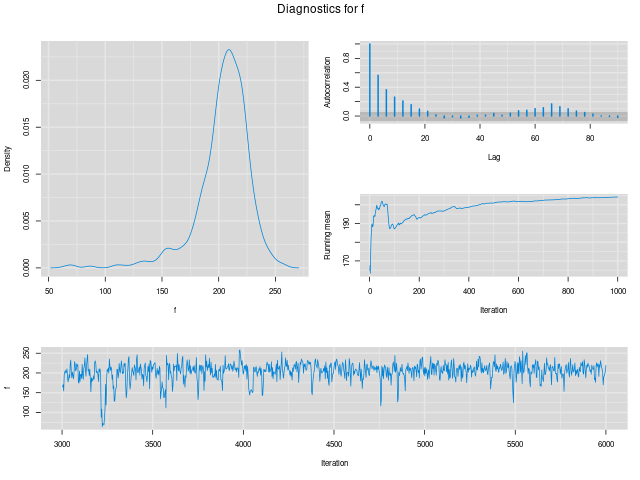 Diagnostics for f
0.000 0.005 0.010 0.015 0.020
Density
50 100 150 200 250
f
0.0 0.4 0.8
Autocorrelation
0 20 40 60 80
Lag
170 190
Running mean
0 200 400 600 800 1000
Iteration
100 150 200 250
f
3000 3500 4000 4500 5000 5500 6000
Iteration